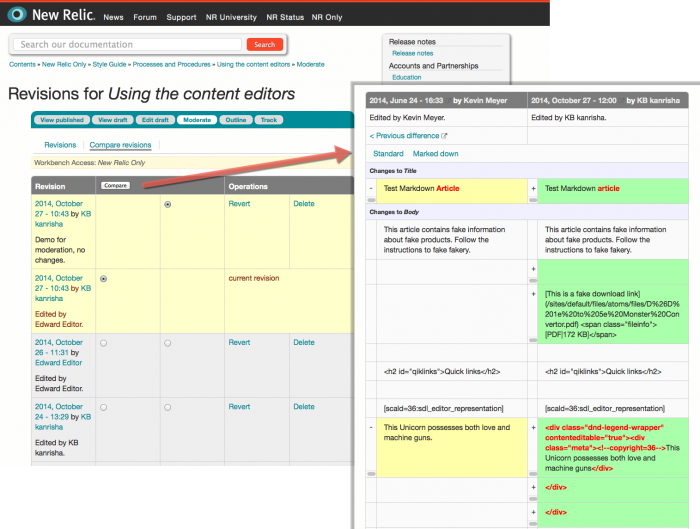 New Relic. News Forum Support NR University NR Status NR Only
Search our documentation Search
Contents » New Relic Only » Style Guide » Processes and Procedures » Using the content editors » Moderate
Release notes
Release notes
Accounts and Partnerships
Education
Revisions for Using the content editors
View published View draft Edit draft Moderate Outline Track
Revisions Compare revisions
Workbench Access: New Relic Only
Revision Compare Operations
2014, October
27 - 10:43 by KB
kanrisha
Revert Delete
Demo for
moderation, no
changes.
2014, October
27 - 10:43 by KB
kanrisha
current revision
Edited by
Edward Editor.
2014, October
26 - 11:31 by
Edward Editor
Revert Delete
Edited by
Edward Editor.
2014, October
24 - 13:29 by KB
kanrisha.
Revert Delete
Edited by KB
kanrisha.
2014, June 24 - 16:33 by Kevin Meyer 2014, October 27 - 12:00 by KB kanrisha
Edited by Kevin Meyer. Edited by KB kanrisha.
< Previous difference
Standard Marked down
Changes to Title
- Test Markdown Article + Test Markdown article
Changes to Body
This article contains fake information
about fake products. Follow the
instructions to fake fakery.
This article contains fake information
about fake products. Follow the
instructions to fake fakery.
+
+ [This is a fake download link]
(/sites/default/files/atoms/files/D%26D%
201e%20to%205e%20Monster%20Con
vertor.pdf) <span class="fileinfo">
[PDF|172 KB]</span>
<h2 id="qiklinks">Quick links</h2> <h2 id="qiklinks">Quick links</h2>
[scald=36:sdl_editor_representation] [scald=36:sdl_editor_representation]
- This Unicorn possesses both love and
machine guns.
+ <div class="dnd-legend-wrapper"
contenteditable="true"><div
class="meta"><!--copyright=36-->This
Unicorn possesses both love and
machine guns</div>
+ </div>
+ </div>